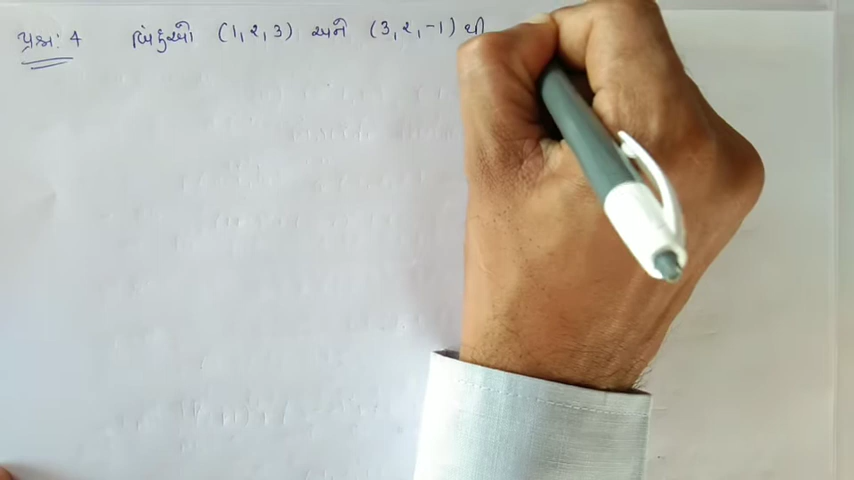 પ્રશ્ન: 4 બિંદુઓ (1, 2, 3) અને (3, 2, -1) થી